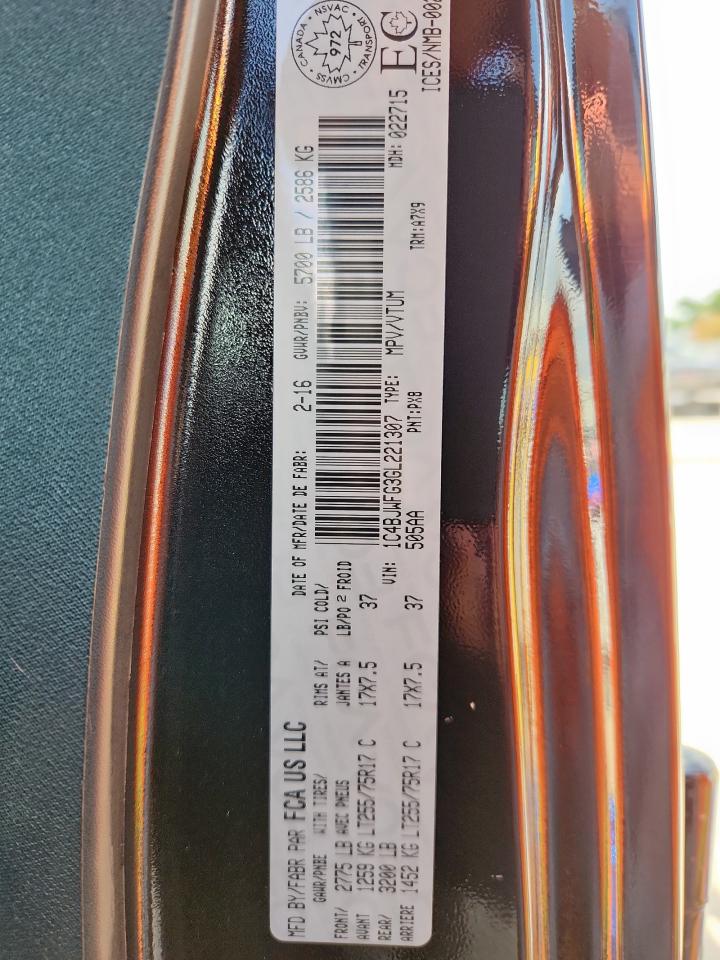 MFD BY/FABR PAR FCA US LLC
DATE OF MFR/DATE DE FABR: 2-16 GVWR/PNBV: 5700 LB / 2586 KG
GAWR/PNBE WITH TIRES/ RIMS AT/ PSI COLD/
FRONT/ 2775 LB AVEC PNEUS JANTES A LB/PO 2 FROID
AVANT 1259 KG LT255/75R17 C 17X7.5 37
REAR/ 3200 LB
ARRIERE 1452 KG LT255/75R17 C 17X7.5 37
VIN: 1C4BJWFG3GL221307 TYPE: MPV/VTUM
505AA PNT:PX8 TRM:A7X9
MDH: 022715
CANADA NSVAC TRANSPORT CMVSS
972
EC
ICES/NMB-002